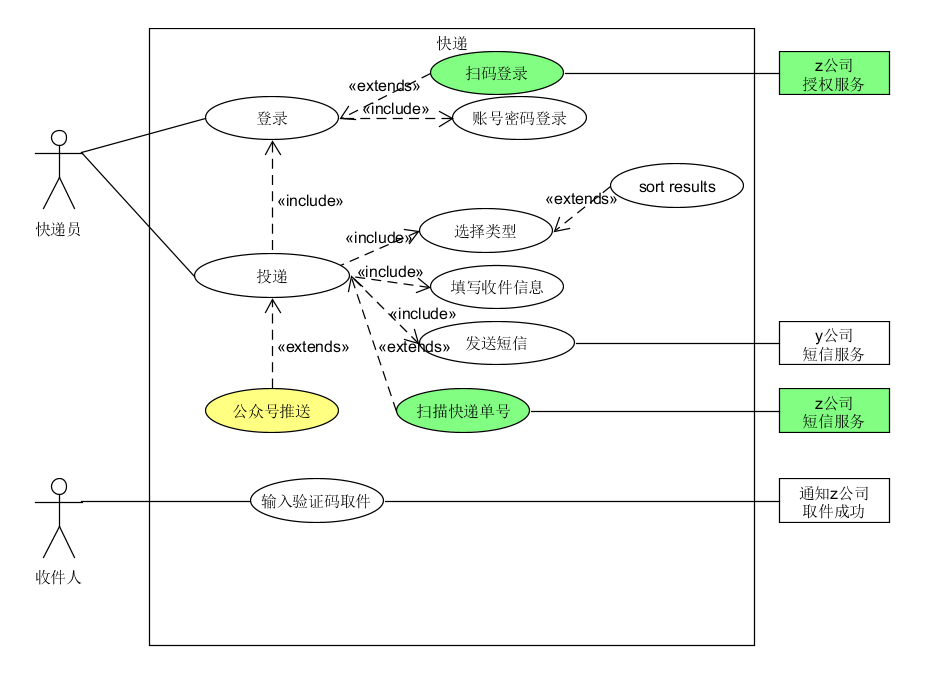 快递
扫码登录
z公司
授权服务
«extends»
«include»
登录
账号密码登录
快递员
sort results
«extends»
«include»
选择类型
«include»
投递
«include»
填写收件信息
«include»
发送短信
y公司
短信服务
«extends»
«extends»
公众号推送
扫描快递单号
z公司
短信服务
输入验证码取件
通知z公司
取件成功
收件人